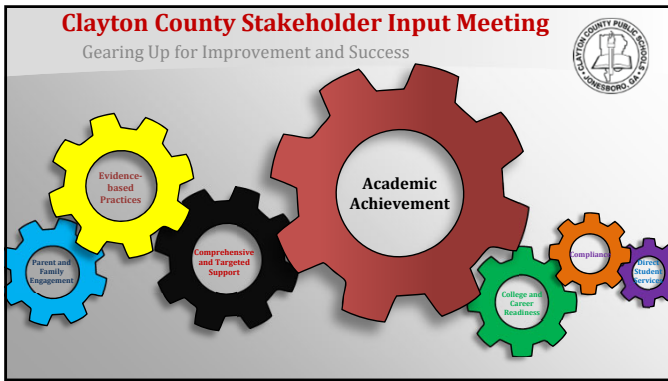 Clayton County Stakeholder Input Meeting
Gearing Up for Improvement and Success
CLAYTON COUNTY PUBLIC SCHOOLS
JONESBORO, GA.
Evidence-
based
Practices
Academic
Achievement
Parent and
Family
Engagement
Comprehensive
and Targeted
Support
College and
Career
Readiness
Compliance
Direct
Student
Services